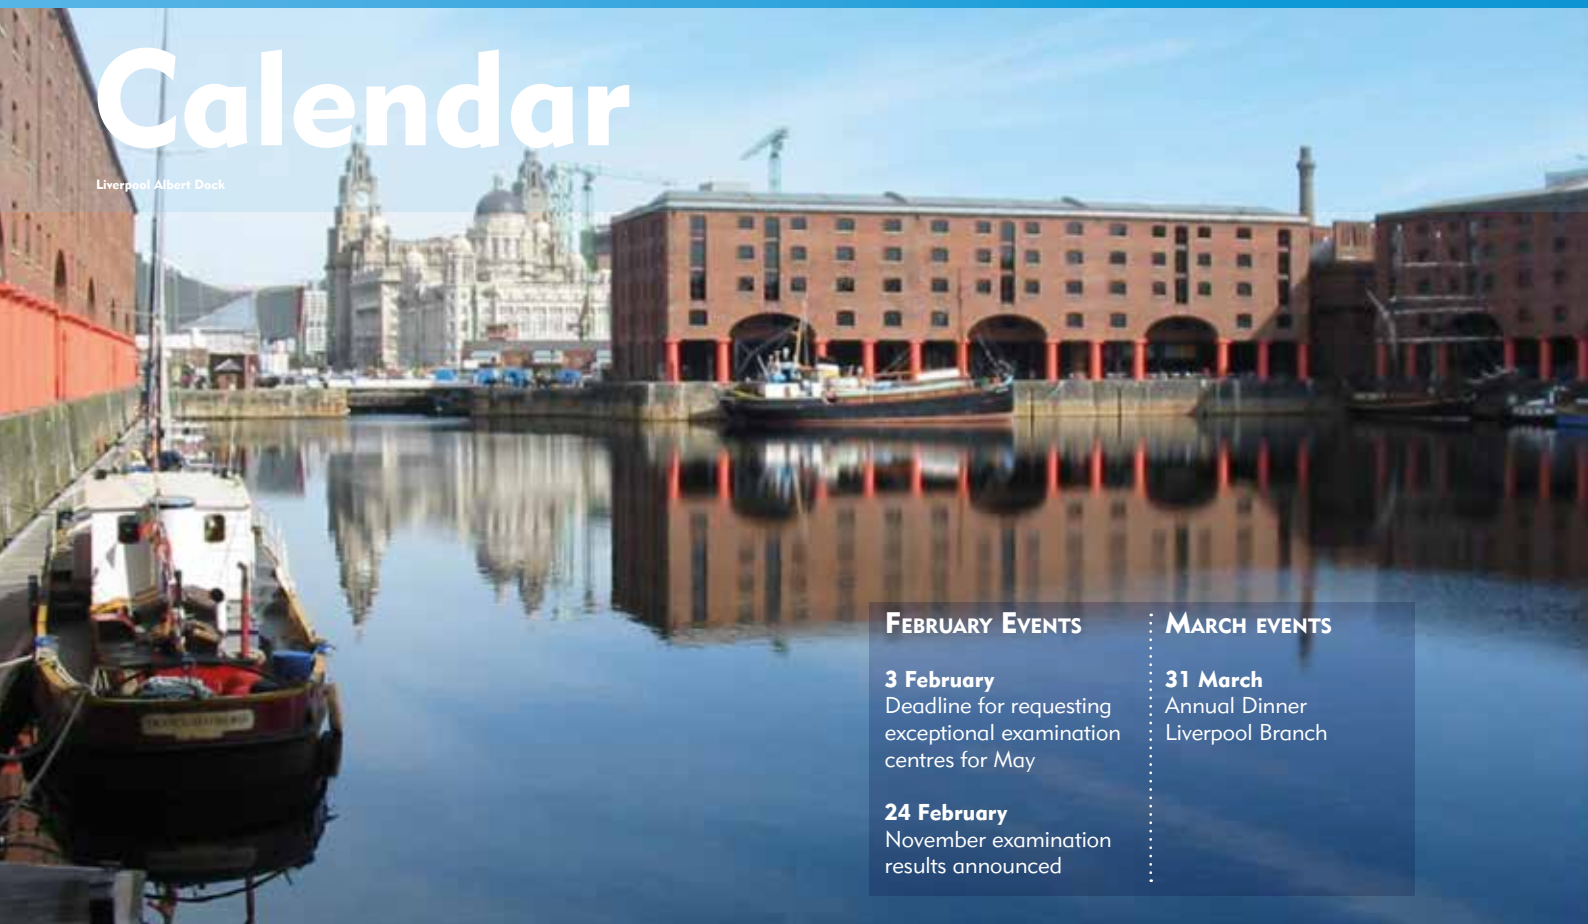 Calendar
Liverpool Albert Dock
FEBRUARY EVENTS
3 February
Deadline for requesting
exceptional examination
centres for May
24 February
November examination
results announced
MARCH EVENTS
31 March
Annual Dinner
Liverpool Branch